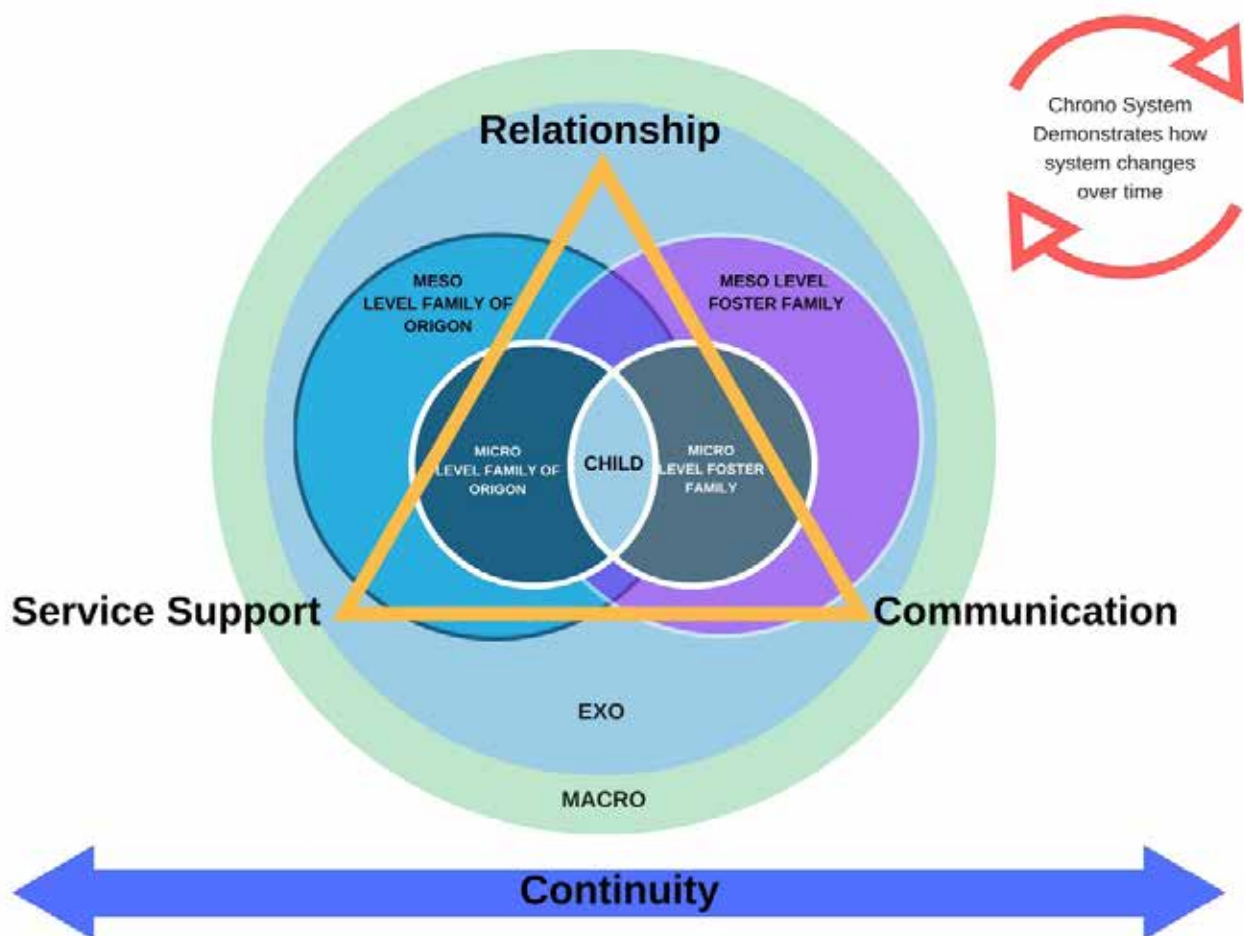 Relationship
Chrono System
Demonstrates how
system changes
over time
MESO
LEVEL FAMILY OF
ORIGON
MESO LEVEL
FOSTER FAMILY
MICRO
LEVEL FAMILY OF
ORIGON
CHILD
MICRO
LEVEL FOSTER
FAMILY
Service Support
Communication
EXO
MACRO
Continuity